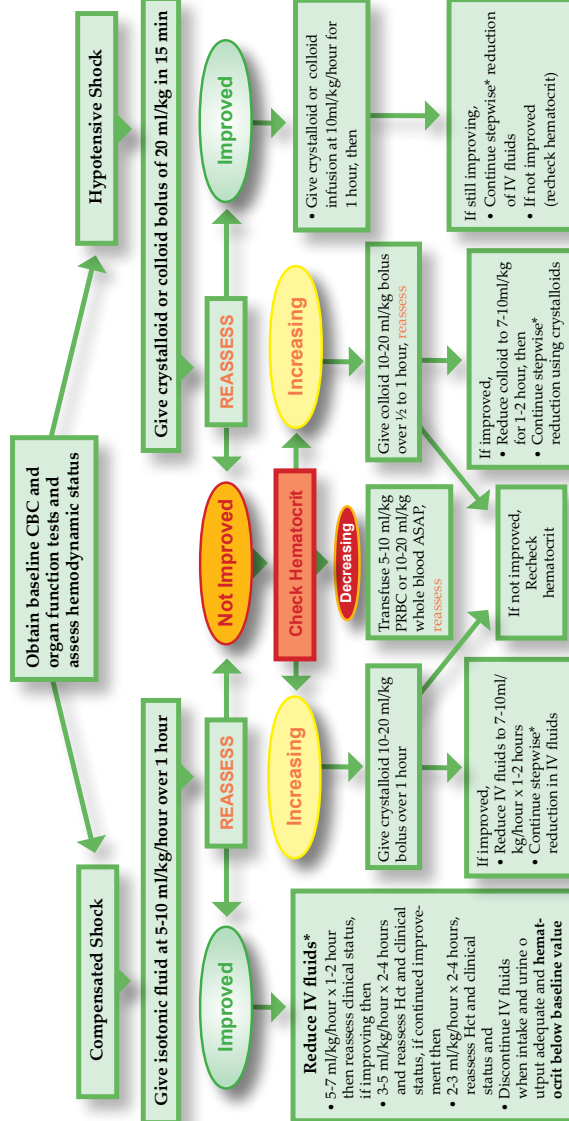 Obtain baseline CBC and
organ function tests and
assess hemodynamic status
Compensated Shock
Hypotensive Shock
Give isotonic fluid at 5-10 ml/kg/hour over 1 hour
Give crystalloid or colloid bolus of 20 ml/kg in 15 min
Improved
REASSESS
Not Improved
REASSESS
Improved
Increasing
Check Hematocrit
Increasing
Decreasing
Reduce IV fluids*
• 5-7 ml/kg/hour x 1-2 hour
then reassess clinical status,
if improving then
• 3-5 ml/kg/hour x 2-4 hours
and reassess Hct and clinical
status, if continued improve-
ment then
• 2-3 ml/kg/hour x 2-4 hours,
reassess Hct and clinical
status and
• Discontinue IV fluids
when intake and urine o
utput adequate and hemat-
ocrit below baseline value
Give crystalloid 10-20 ml/kg
bolus over 1 hour
Transfuse 5-10 ml/kg
PRBC or 10-20 ml/kg
whole blood ASAP,
reassess
Give colloid 10-20 ml/kg bolus
over ½ to 1 hour, reassess
• Give crystalloid or colloid
infusion at 10ml/kg/hour for
1 hour, then
If improved,
• Reduce IV fluids to 7-10ml/
kg/hour x 1-2 hours
• Continue stepwise*
reduction in IV fluids
If not improved,
Recheck
hematocrit
If improved,
• Reduce colloid to 7-10ml/kg
for 1-2 hour, then
• Continue stepwise*
reduction using crystalloids
If still improving,
• Continue stepwise* reduction
of IV fluids
• If not improved
(recheck hematocrit)